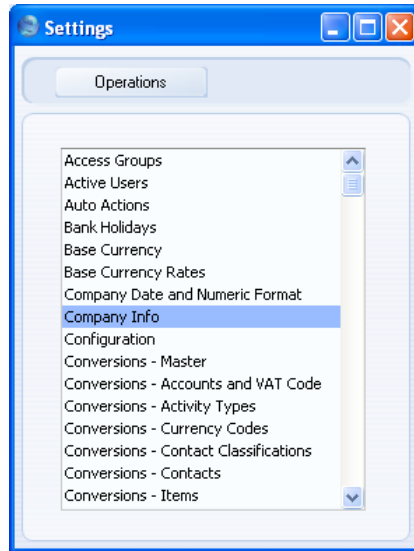 Settings
Operations
Access Groups
Active Users
Auto Actions
Bank Holidays
Base Currency
Base Currency Rates
Company Date and Numeric Format
Company Info
Configuration
Conversions - Master
Conversions - Accounts and VAT Code
Conversions - Activity Types
Conversions - Currency Codes
Conversions - Contact Classifications
Conversions - Contacts
Conversions - Items